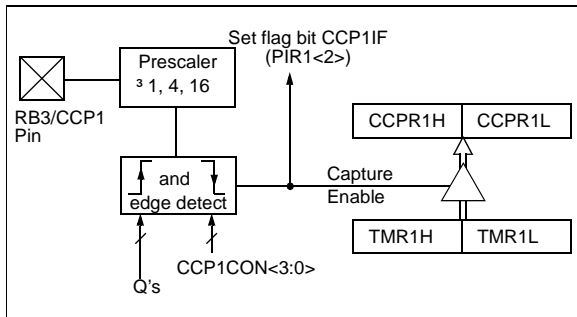 Set flag bit CCP1IF
(PIR1<2>)
Prescaler
³ 1, 4, 16
RB3/CCP1
Pin
CCPR1H
CCPR1L
and
edge detect
Capture
Enable
TMR1H
TMR1L
CCP1CON<3:0>
Q's